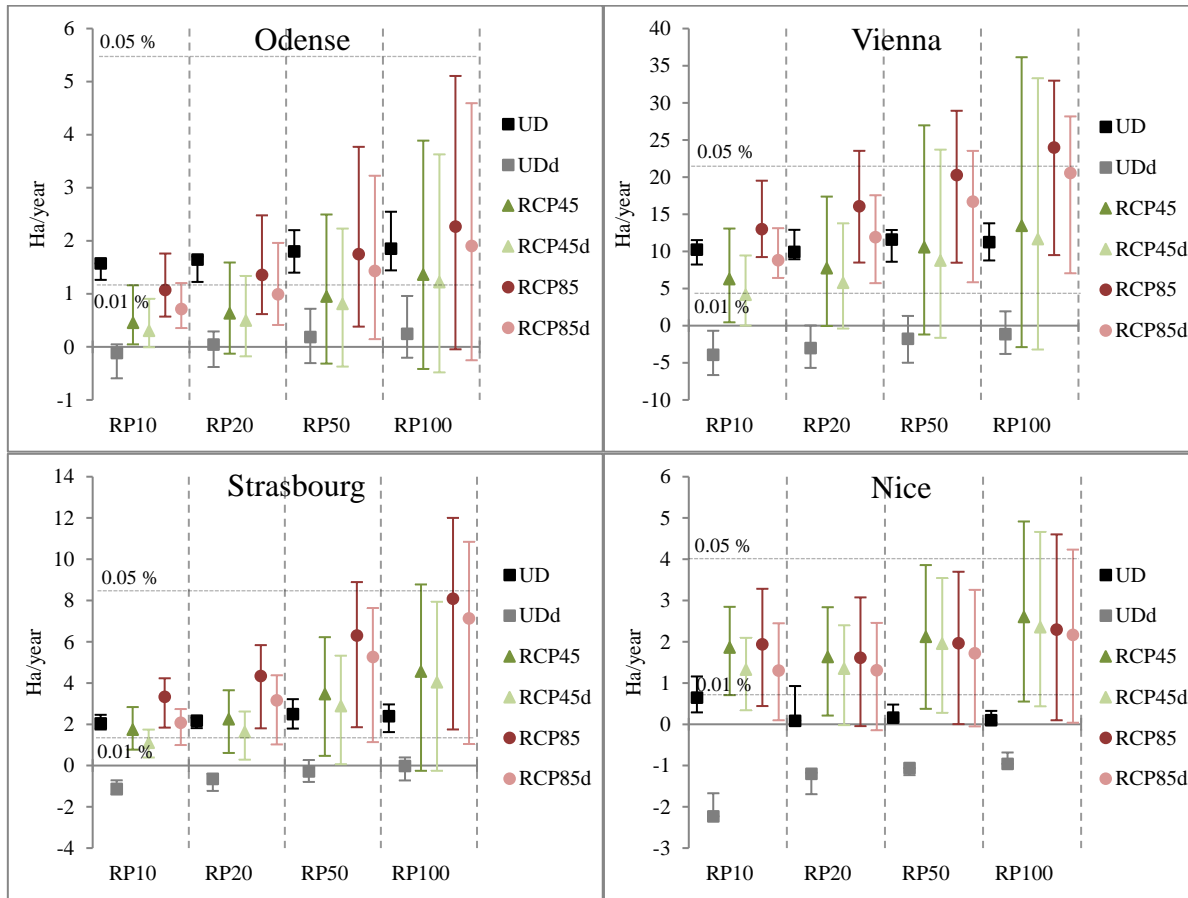 Odense
6
5
4
3
2
1
0
-1
Ha/year
0.05 %
0.01 %
RP10 RP20 RP50 RP100
UD
UDd
RCP45
RCP45d
RCP85
RCP85d
Vienna
40
35
30
25
20
15
10
5
0
-5
-10
Ha/year
0.05 %
0.01 %
RP10 RP20 RP50 RP100
UD
UDd
RCP45
RCP45d
RCP85
RCP85d
Strasbourg
14
12
10
8
6
4
2
0
-2
-4
Ha/year
0.05 %
0.01 %
RP10 RP20 RP50 RP100
UD
UDd
RCP45
RCP45d
RCP85
RCP85d
Nice
6
5
4
3
2
1
0
-1
-2
-3
Ha/year
0.05 %
0.01 %
RP10 RP20 RP50 RP100
UD
UDd
RCP45
RCP45d
RCP85
RCP85d